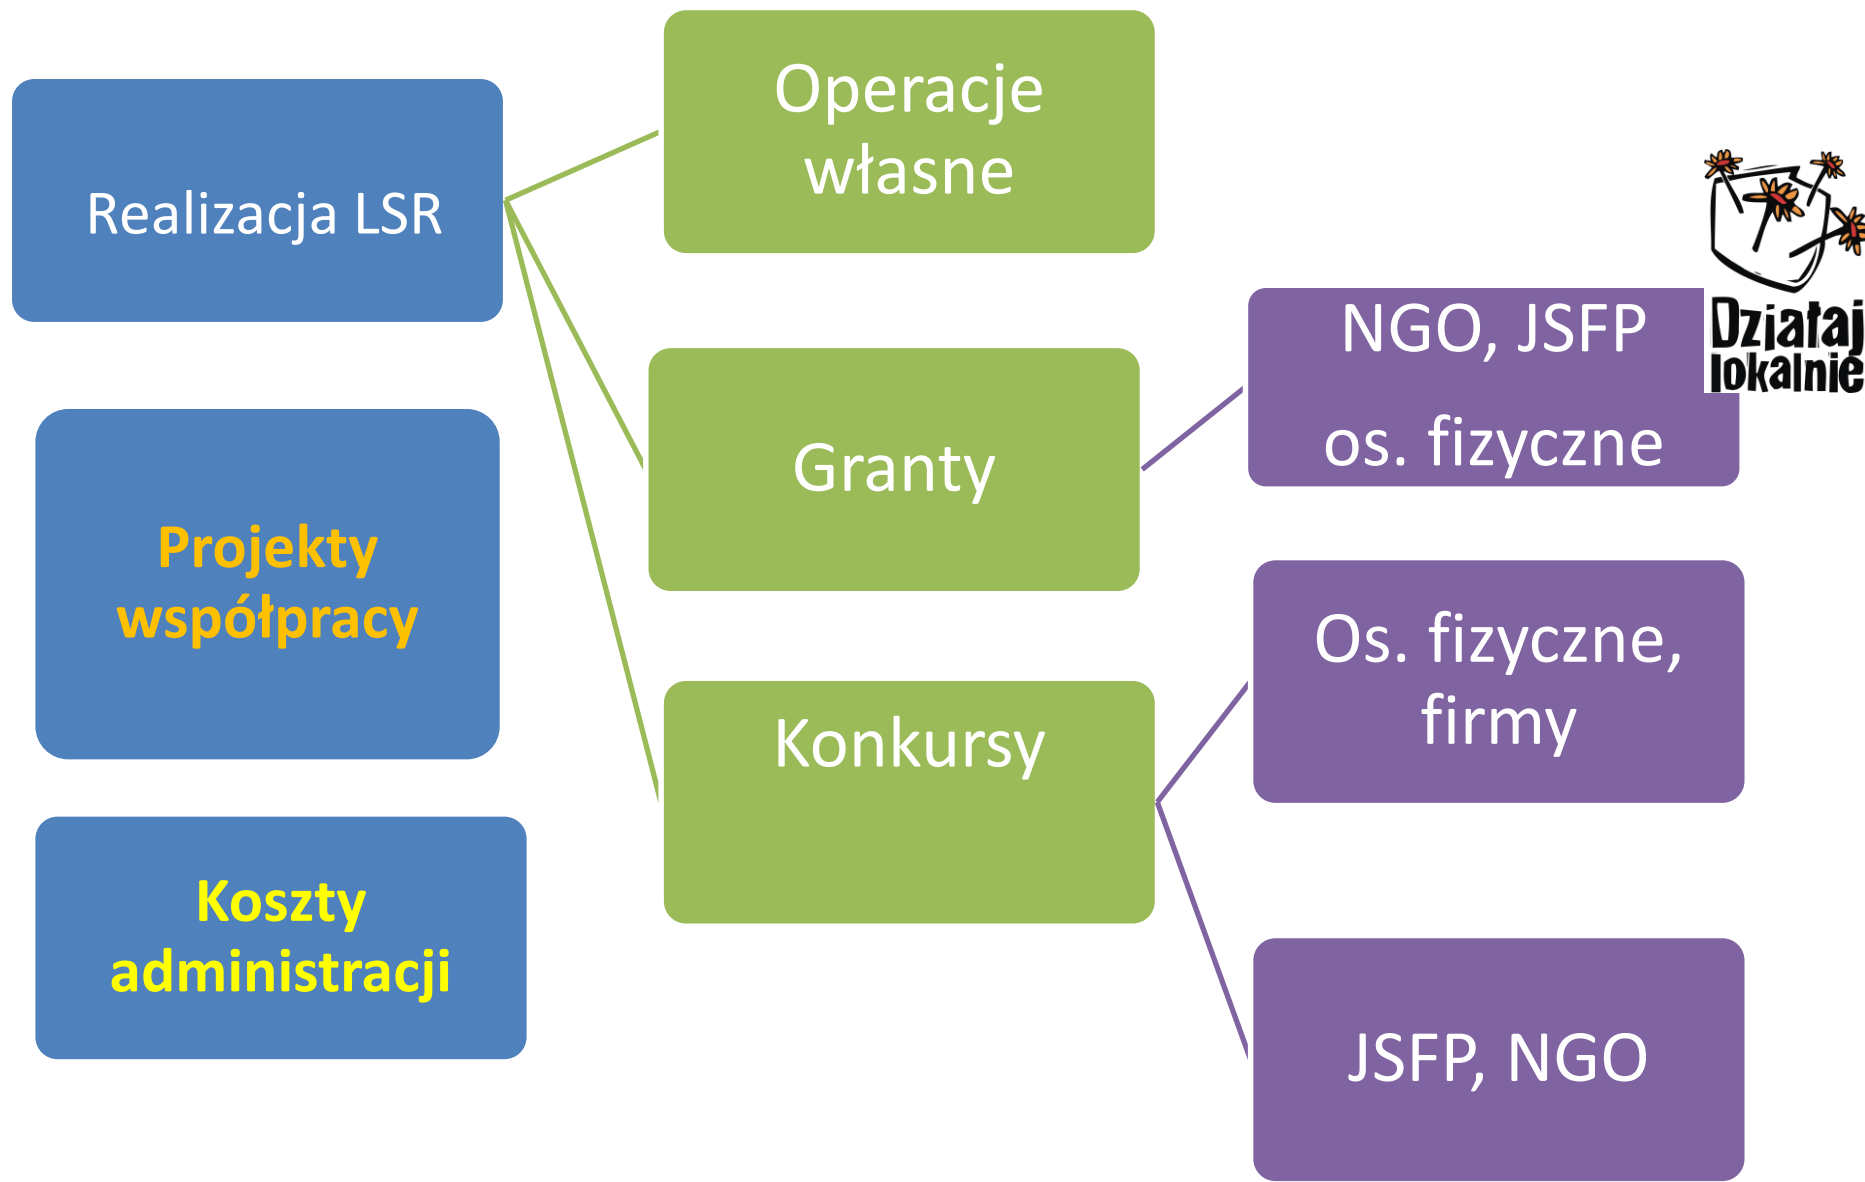 Realizacja LSR
Projekty
współpracy
Koszty
administracji
Operacje
własne
Granty
Konkursy
NGO, JSFP
os. fizyczne
Os. fizyczne,
firmy
JSFP, NGO
Działaj
lokalnie